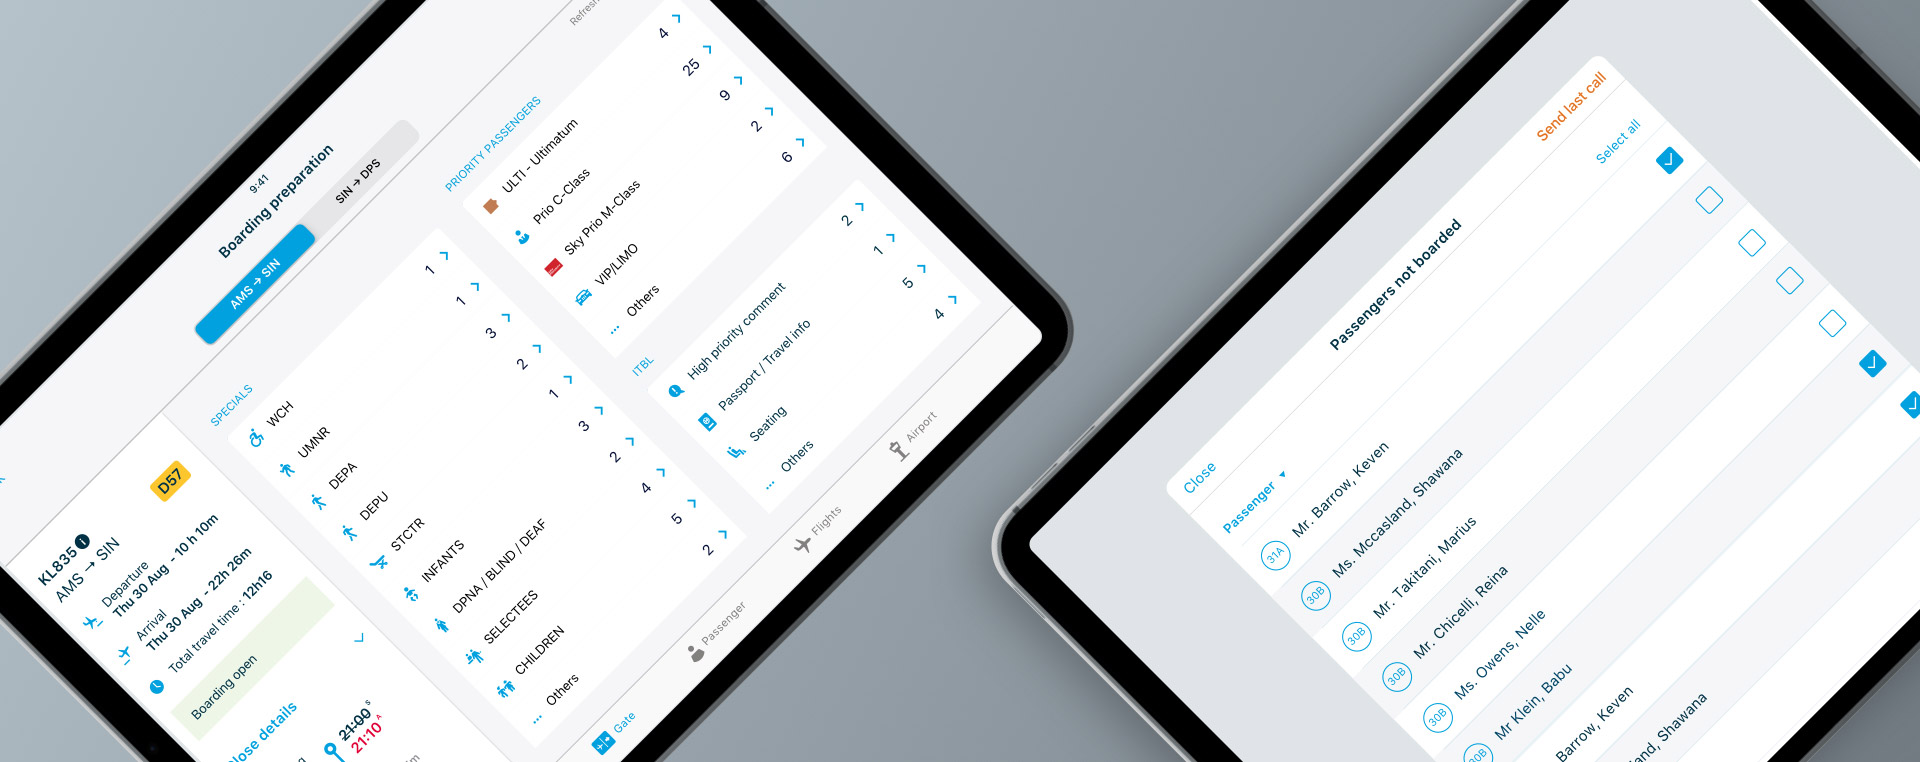 9:41
Boarding preparation
Refresh
AMS → SIN
SIN → DPS
KL835 i
D57
AMS → SIN
Departure
Thu 30 Aug - 10 h 10m
Arrival
Thu 30 Aug - 22h 26m
Total travel time : 12h16
Boarding open
lose details
21:00 S
21:10 A
SPECIALS
WCH 1
UMNR 1
DEPA 3
DEPU 2
STCTR 1
INFANTS 3
DPNA / BLIND / DEAF 2
SELECTEES 4
CHILDREN 5
Others 2
PRIORITY PASSENGERS
ULTI - Ultimatum 4
Prio C-Class 25
Sky Prio M-Class 9
VIP/LIMO 2
Others 6
ITBL
High priority comment 2
Passport / Travel info 1
Seating 5
Others 4
Gate
Passenger
Flights
Airport
Close
Passengers not boarded
Send last call
Passenger
Select all
31A Mr. Barrow, Keven
30B Ms. Mccasland, Shawana
30B Mr. Takitani, Marius
30B Mr. Chicelli, Reina
30B Ms. Owens, Nelle
30B Mr Klein, Babu
Barrow, Keven
land, Shawana